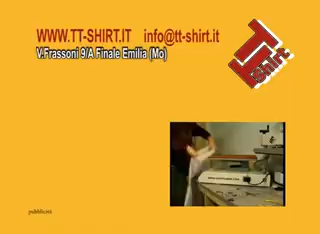 WWW.TT-SHIRT.IT info@tt-shirt.it
V.Frassoni 9/A Finale Emilia (Mo)
TT
shirt
pubblicità